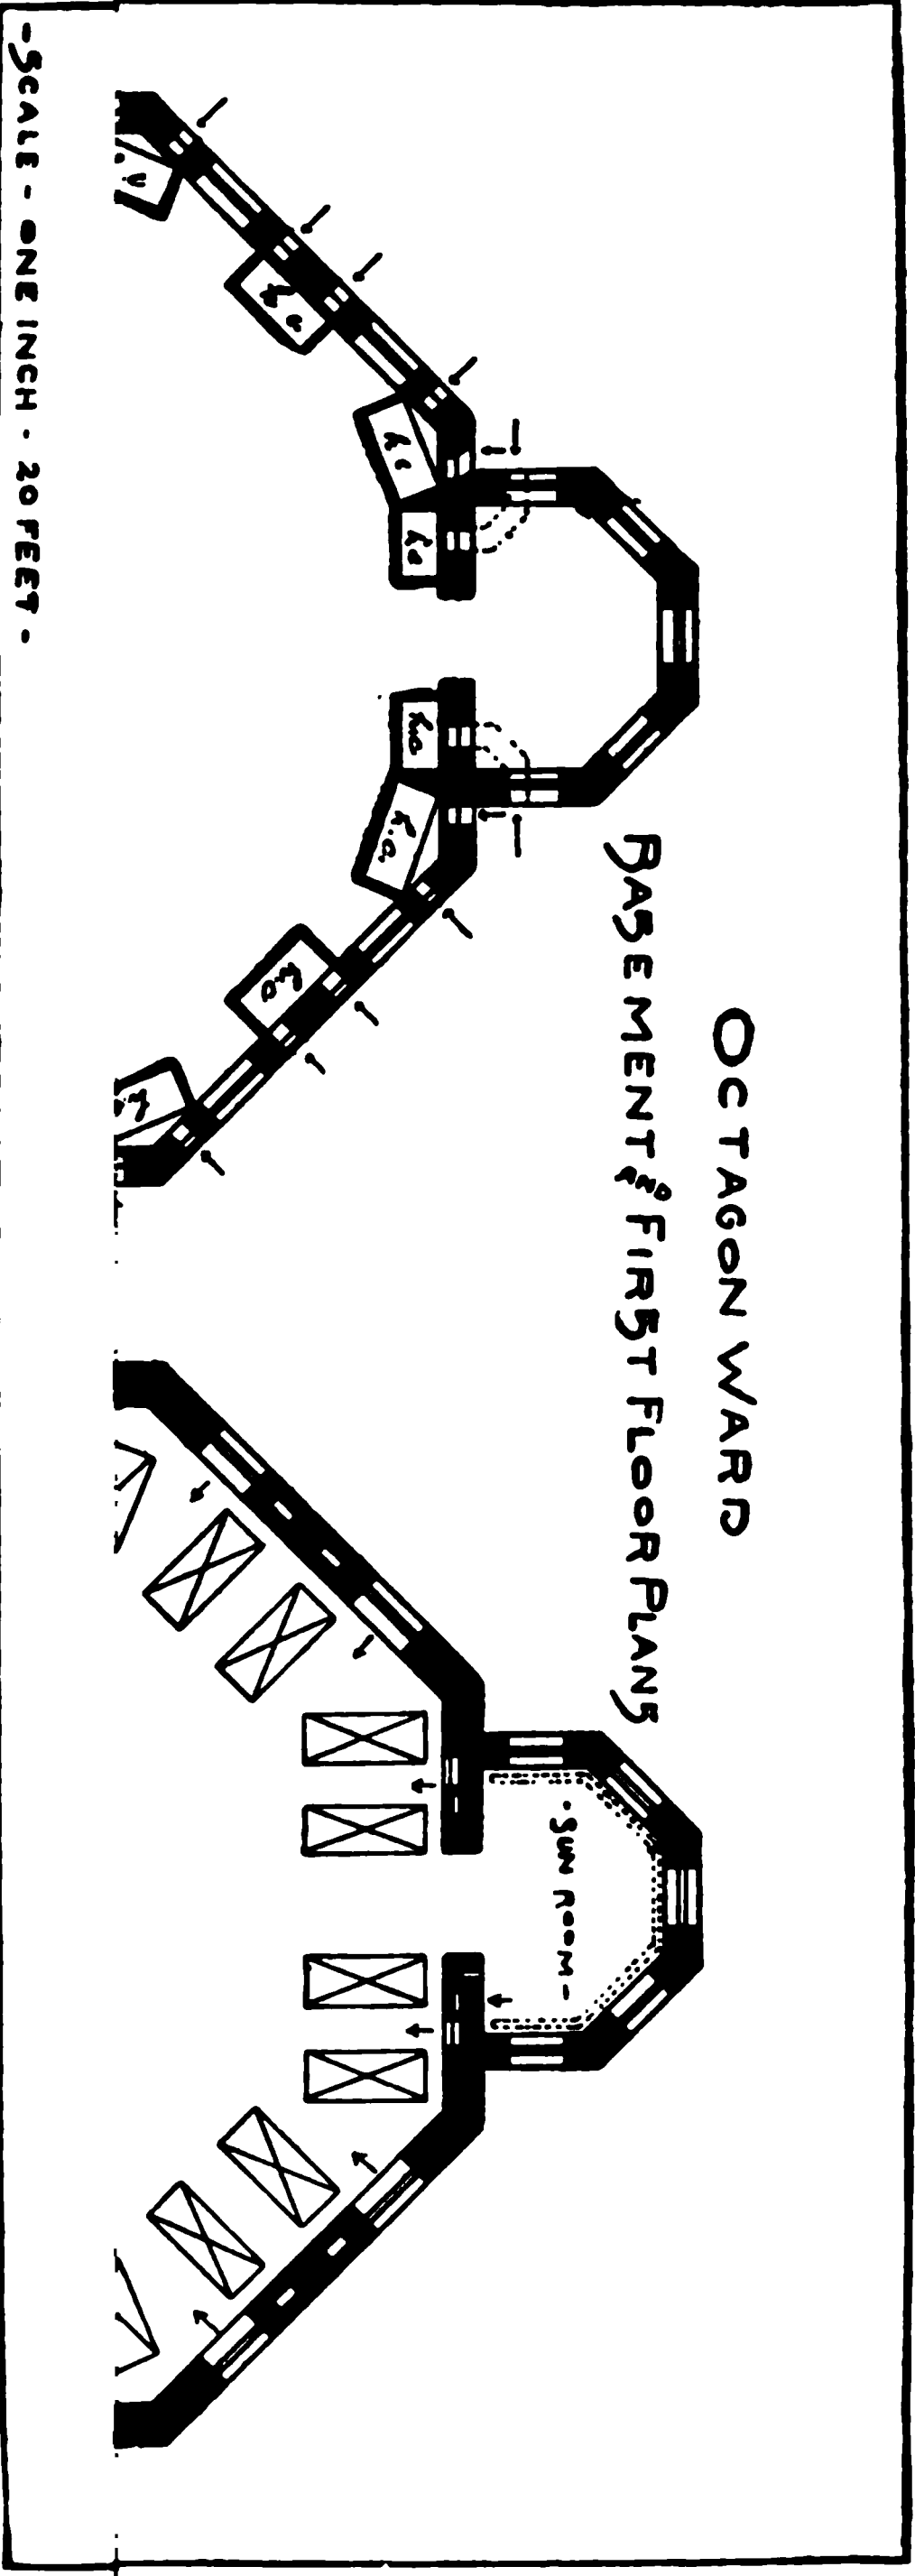 OCTAGON WARD
BASEMENT AND FIRST FLOOR PLANS
h.a
h.a
h.a
h.a
h.a
h.a
- SUN ROOM -
- SCALE - ONE INCH - 20 FEET -